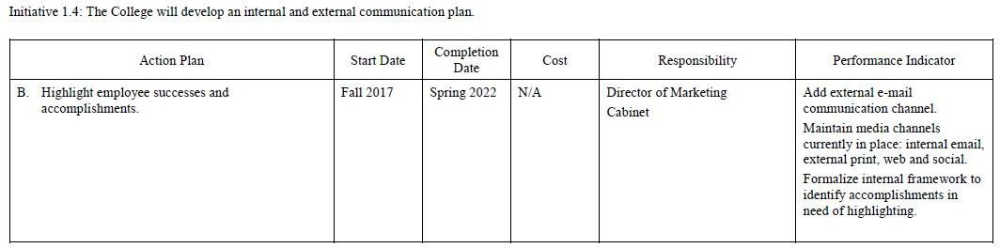 Initiative 1.4: The College will develop an internal and external communication plan.
Action Plan
Start Date
Completion
Date
Cost
Responsibility
Performance Indicator
B. Highlight employee successes and
accomplishments.
Fall 2017
Spring 2022
N/A
Director of Marketing
Cabinet
Add external e-mail
communication channel.
Maintain media channels
currently in place: internal email,
external print, web and social.
Formalize internal framework to
identify accomplishments in
need of highlighting.